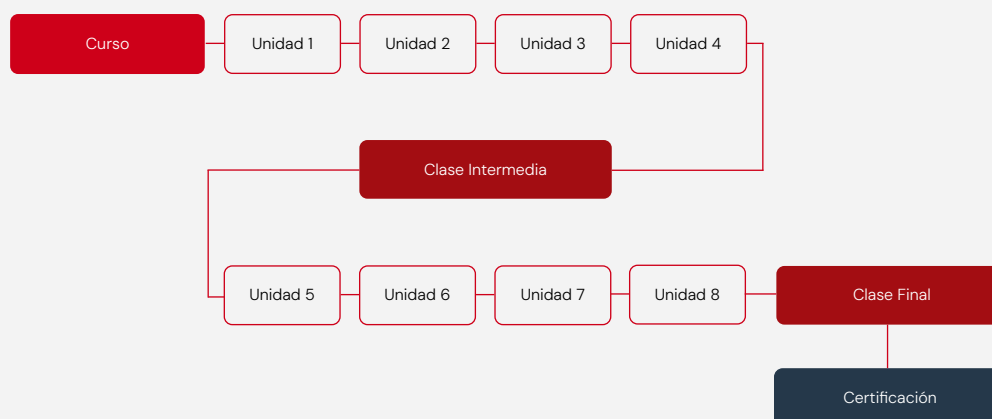 Curso
Unidad 1
Unidad 2
Unidad 3
Unidad 4
Clase Intermedia
Unidad 5
Unidad 6
Unidad 7
Unidad 8
Clase Final
Certificación